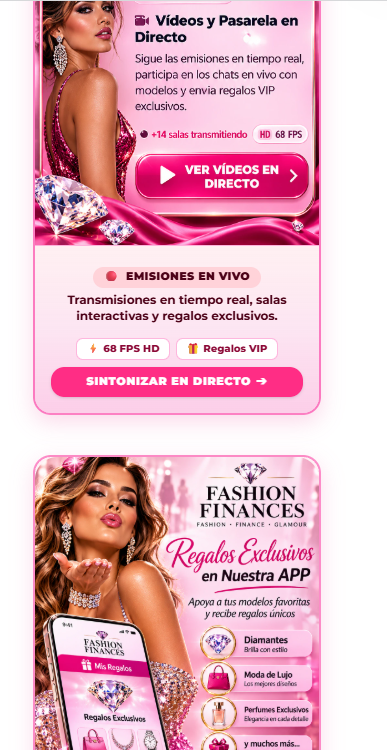 Vídeos y Pasarela en
Directo
Sigue las emisiones en tiempo real,
participa en los chats en vivo con
modelos y envía regalos VIP
exclusivos.
+14 salas transmitiendo
HD 68 FPS
VER VÍDEOS EN
DIRECTO
EMISIONES EN VIVO
Transmisiones en tiempo real, salas
interactivas y regalos exclusivos.
68 FPS HD
Regalos VIP
SINTONIZAR EN DIRECTO →
FASHION
FINANCES
FASHION • FINANCE • GLAMOUR
Regalos Exclusivos
en Nuestra APP
Apoya a tus modelos favoritas
y recibe regalos únicos
9:41
FASHION
FINANCES
Mis Regalos
Regalos Exclusivos
Diamantes
Brilla con estilo
Moda de Lujo
Los mejores diseños
Perfumes Exclusivos
Elegancia en cada detalle
y muchos más...